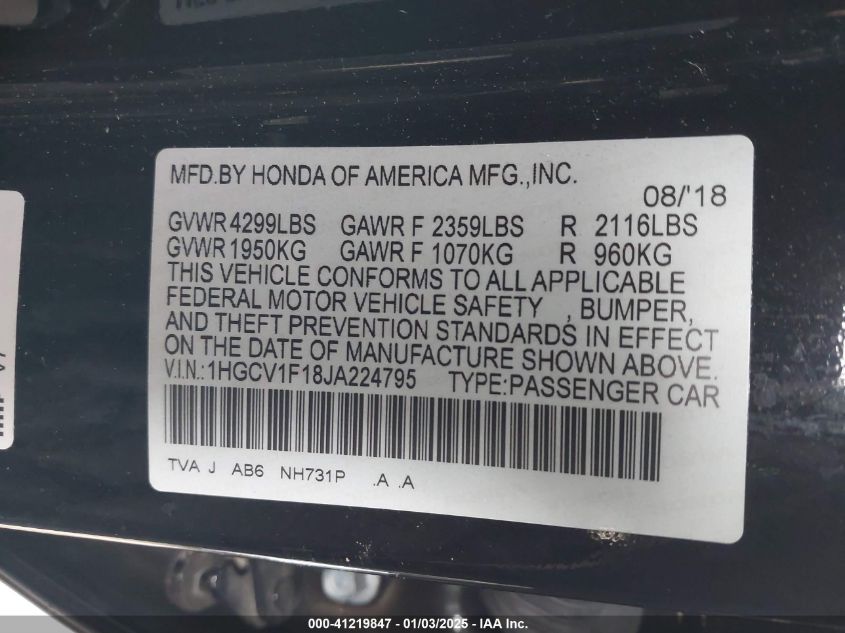 MFD.BY HONDA OF AMERICA MFG.,INC.
08/'18
GVWR 4299LBS GAWR F 2359LBS R 2116LBS
GVWR 1950KG GAWR F 1070KG R 960KG
THIS VEHICLE CONFORMS TO ALL APPLICABLE
FEDERAL MOTOR VEHICLE SAFETY , BUMPER,
AND THEFT PREVENTION STANDARDS IN EFFECT
ON THE DATE OF MANUFACTURE SHOWN ABOVE.
V.I.N.:1HGCV1F18JA224795 TYPE:PASSENGER CAR
TVA J AB6 NH731P .A .A
000-41219847 - 01/03/2025 - IAA Inc.